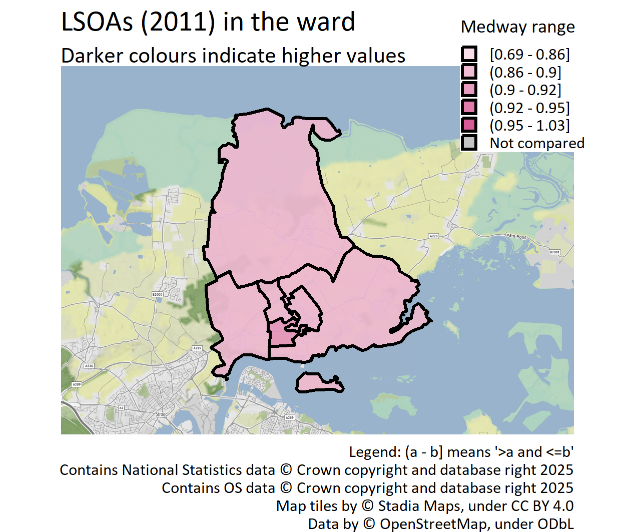 LSOAs (2011) in the ward
Darker colours indicate higher values
Medway range
[0.69 - 0.86]
(0.86 - 0.9]
(0.9 - 0.92]
(0.92 - 0.95]
(0.95 - 1.03]
Not compared
Legend: (a - b] means '>a and <=b'
Contains National Statistics data © Crown copyright and database right 2025
Contains OS data © Crown copyright and database right 2025
Map tiles by © Stadia Maps, under CC BY 4.0
Data by © OpenStreetMap, under ODbL